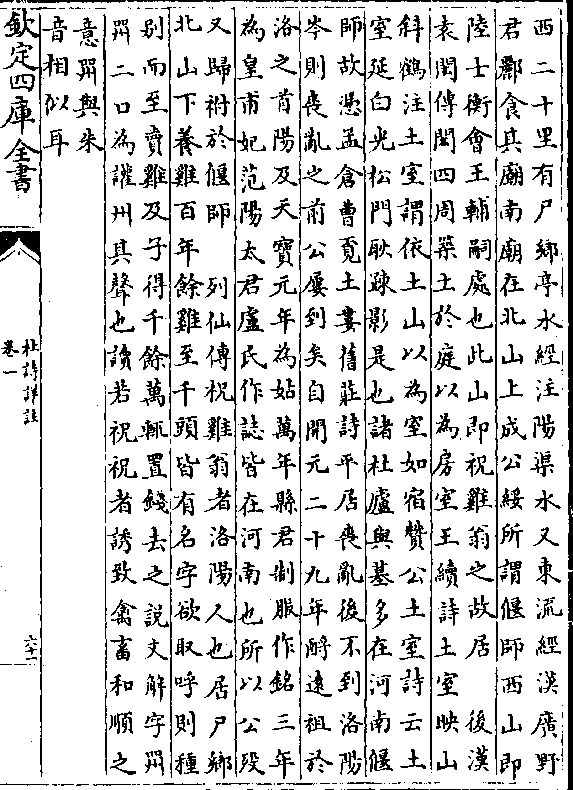 西二十里有尸鄉亭水經注陽渠水又東流經漢廣野
君酈食其廟南廟在北山上成公綏所謂偃師西山即
陸士衡會王輔嗣處也此山即祝雞翁之故居　後漢
袁閎傳閎四周築土於庭以為房室王績詩土室映山
斜鶴注土室謂依土山以為室如宿贊公土室詩云土
室延白光松門耿疎影是也諸杜廬與墓多在河南偃
師故憑孟倉曹覓土婁舊莊詩平居喪亂後不到洛陽
岑則喪亂之前公屢到矣自開元二十九年酹遠祖於
洛之首陽及天寶元年為姑萬年縣君制服作銘三年
為皇甫妃范陽太君盧氏作誌皆在河南也所以公歿
又歸祔於偃師　列仙傳祝雞翁者洛陽人也居尸鄉
北山下養雞百年餘雞至千頭皆有名字欲取呼則種
别而至賣雞及子得千餘萬輒置錢去之説文解字喌
喌二口為讙州其聲也讀若祝祝者誘致禽畜和順之
意喌與朱
音相似耳
欽定四庫全書
杜詩詳註
卷一
六十一